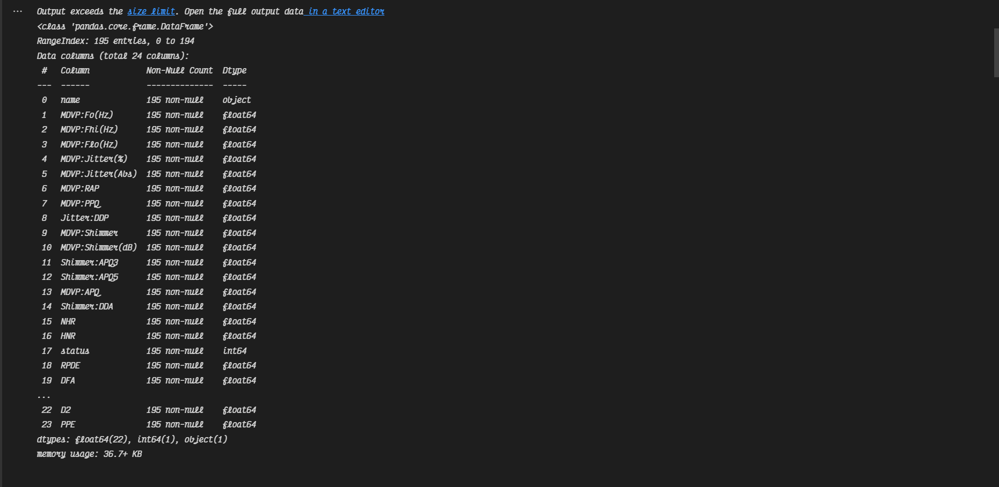 ... Output exceeds the size limit. Open the full output data in a text editor
<class 'pandas.core.frame.DataFrame'>
RangeIndex: 195 entries, 0 to 194
Data columns (total 24 columns):
 #   Column            Non-Null Count  Dtype
---  ------            --------------  -----
 0   name              195 non-null    object
 1   MDVP:Fo(Hz)       195 non-null    float64
 2   MDVP:Fhi(Hz)      195 non-null    float64
 3   MDVP:Flo(Hz)      195 non-null    float64
 4   MDVP:Jitter(%)    195 non-null    float64
 5   MDVP:Jitter(Abs)  195 non-null    float64
 6   MDVP:RAP          195 non-null    float64
 7   MDVP:PPQ          195 non-null    float64
 8   Jitter:DDP        195 non-null    float64
 9   MDVP:Shimmer      195 non-null    float64
 10  MDVP:Shimmer(dB)  195 non-null    float64
 11  Shimmer:APQ3      195 non-null    float64
 12  Shimmer:APQ5      195 non-null    float64
 13  MDVP:APQ          195 non-null    float64
 14  Shimmer:DDA       195 non-null    float64
 15  NHR               195 non-null    float64
 16  HNR               195 non-null    float64
 17  status            195 non-null    int64
 18  RPDE              195 non-null    float64
 19  DFA               195 non-null    float64
...
 22  D2                195 non-null    float64
 23  PPE               195 non-null    float64
dtypes: float64(22), int64(1), object(1)
memory usage: 36.7+ KB